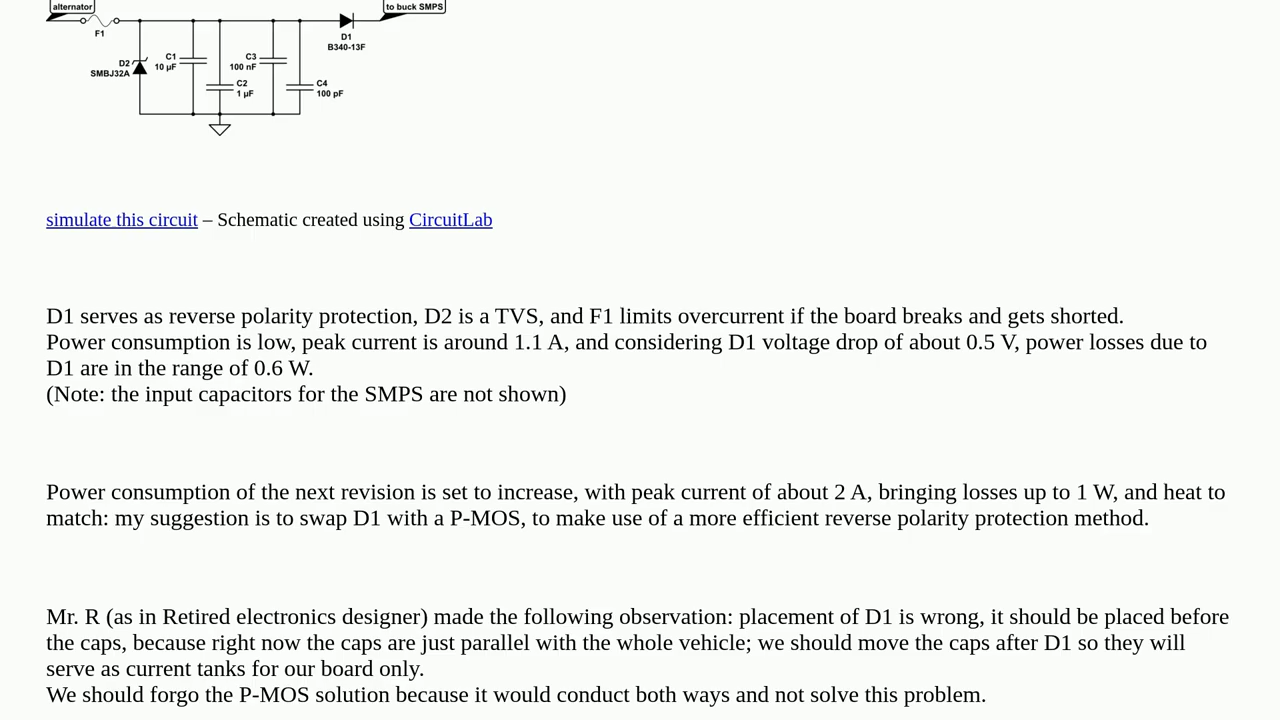 alternator
to buck SMPS
F1
D1
B340-13F
D2
SMBJ32A
C1
10 µF
C3
100 nF
C2
1 µF
C4
100 pF
simulate this circuit – Schematic created using CircuitLab
D1 serves as reverse polarity protection, D2 is a TVS, and F1 limits overcurrent if the board breaks and gets shorted.
Power consumption is low, peak current is around 1.1 A, and considering D1 voltage drop of about 0.5 V, power losses due to
D1 are in the range of 0.6 W.
(Note: the input capacitors for the SMPS are not shown)
Power consumption of the next revision is set to increase, with peak current of about 2 A, bringing losses up to 1 W, and heat to
match: my suggestion is to swap D1 with a P-MOS, to make use of a more efficient reverse polarity protection method.
Mr. R (as in Retired electronics designer) made the following observation: placement of D1 is wrong, it should be placed before
the caps, because right now the caps are just parallel with the whole vehicle; we should move the caps after D1 so they will
serve as current tanks for our board only.
We should forgo the P-MOS solution because it would conduct both ways and not solve this problem.